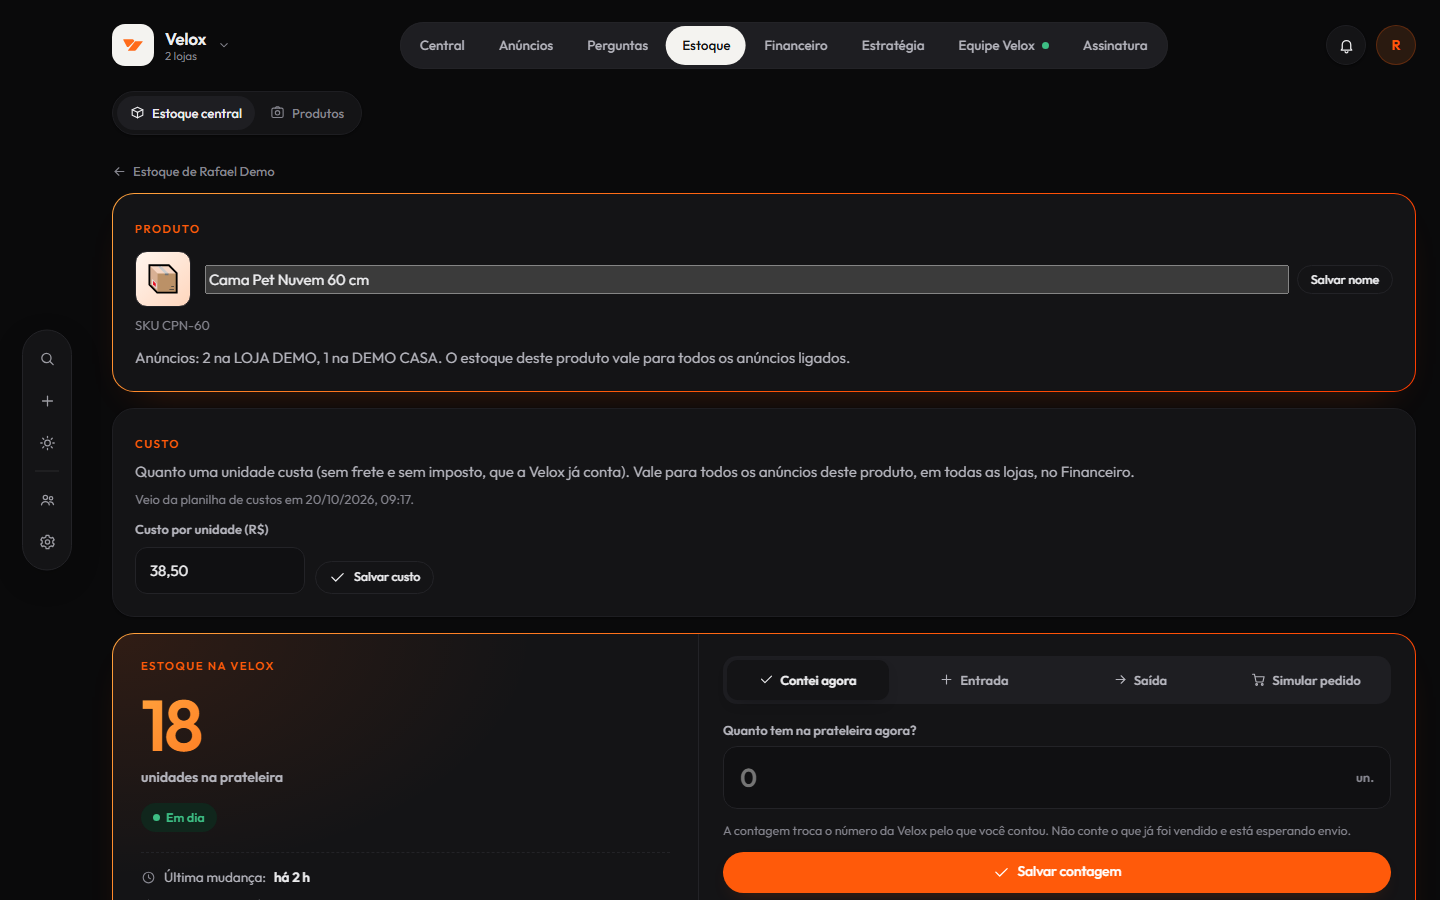 Velox
2 lojas
Central
Anúncios
Perguntas
Estoque
Financeiro
Estratégia
Equipe Velox
Assinatura
R
Estoque central
Produtos
Estoque de Rafael Demo
PRODUTO
Cama Pet Nuvem 60 cm
Salvar nome
SKU CPN-60
Anúncios: 2 na LOJA DEMO, 1 na DEMO CASA. O estoque deste produto vale para todos os anúncios ligados.
CUSTO
Quanto uma unidade custa (sem frete e sem imposto, que a Velox já conta). Vale para todos os anúncios deste produto, em todas as lojas, no Financeiro.
Veio da planilha de custos em 20/10/2026, 09:17.
Custo por unidade (R$)
38,50
Salvar custo
ESTOQUE NA VELOX
18
unidades na prateleira
Em dia
Última mudança: há 2 h
Contei agora
Entrada
Saída
Simular pedido
Quanto tem na prateleira agora?
0
un.
A contagem troca o número da Velox pelo que você contou. Não conte o que já foi vendido e está esperando envio.
Salvar contagem